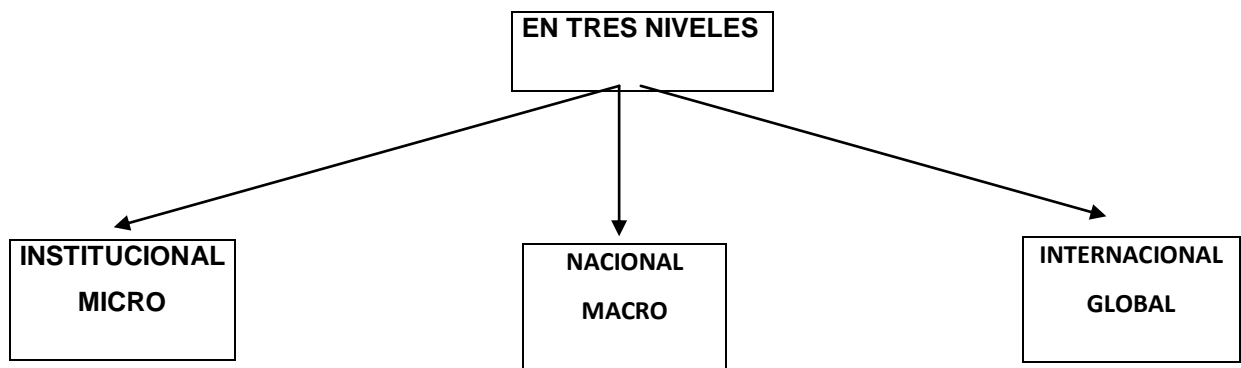 EN TRES NIVELES
INSTITUCIONAL
MICRO
NACIONAL
MACRO
INTERNACIONAL
GLOBAL